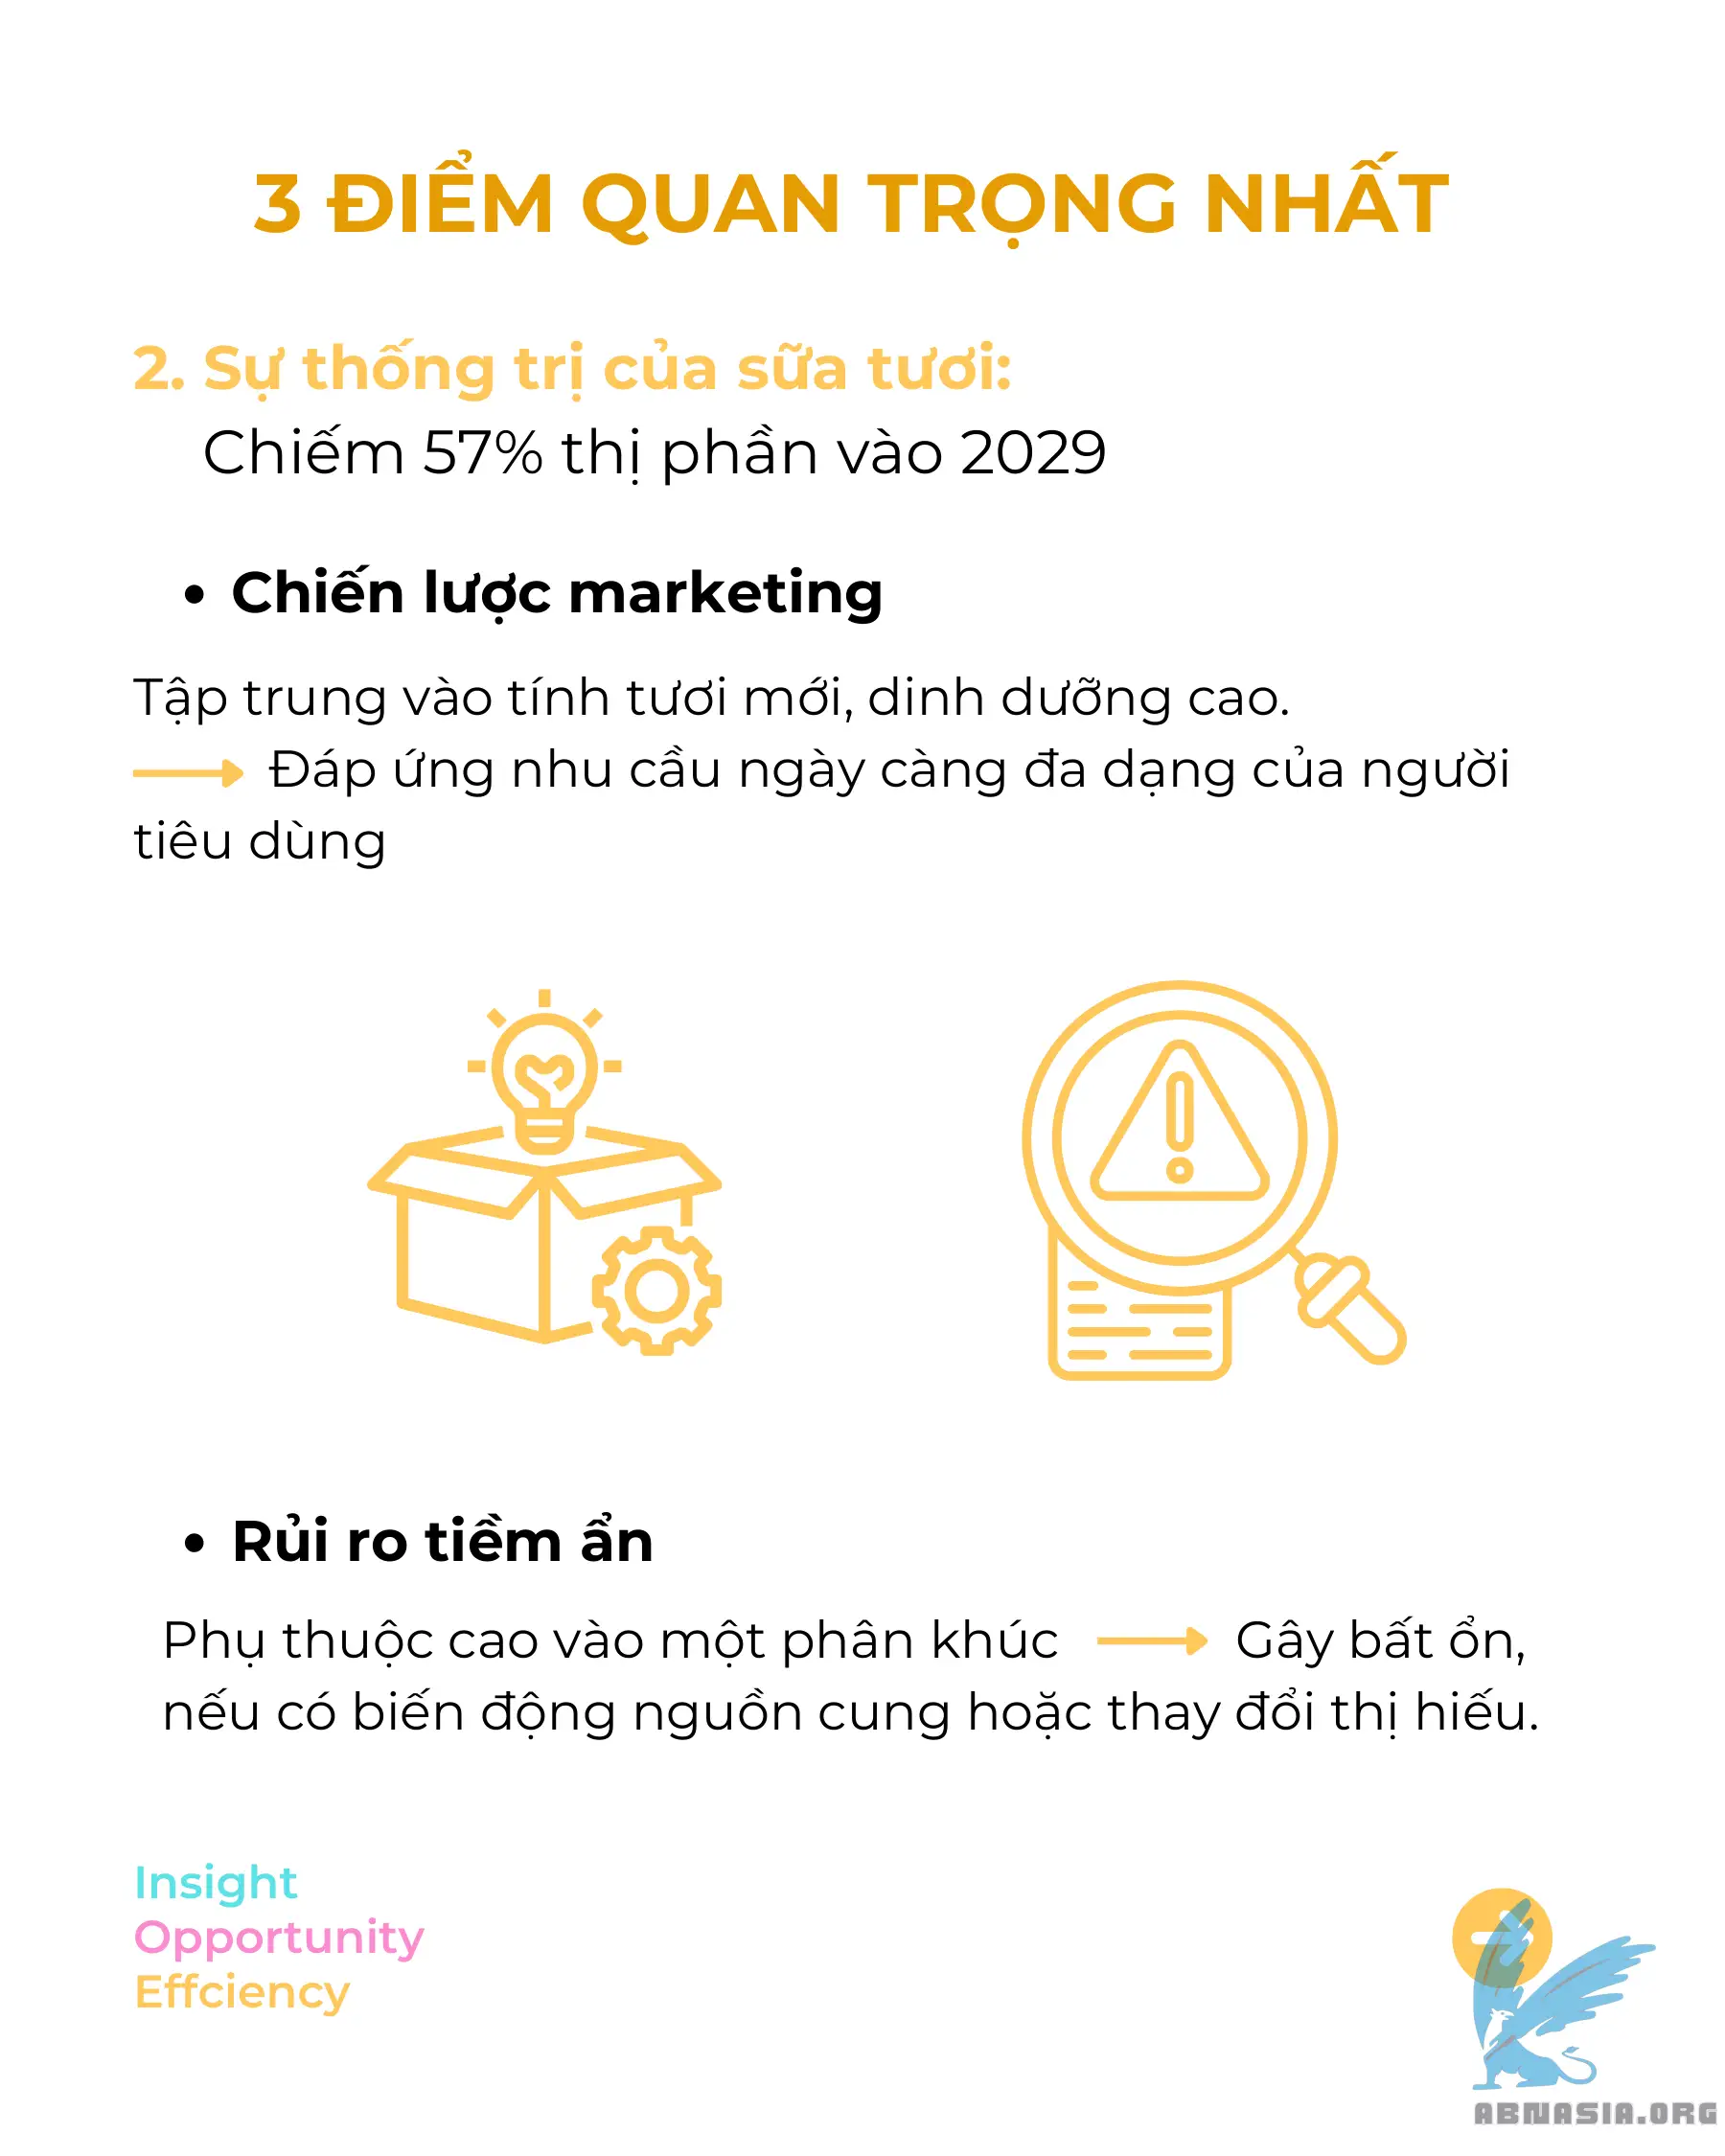 3 ĐIỂM QUAN TRỌNG NHẤT
2. Sự thống trị của sữa tươi:
Chiếm 57% thị phần vào 2029
• Chiến lược marketing
Tập trung vào tính tươi mới, dinh dưỡng cao.
→ Đáp ứng nhu cầu ngày càng đa dạng của người
tiêu dùng
• Rủi ro tiềm ẩn
Phụ thuộc cao vào một phân khúc → Gây bất ổn,
nếu có biến động nguồn cung hoặc thay đổi thị hiếu.
Insight
Opportunity
Effciency
ABNASIA.ORG